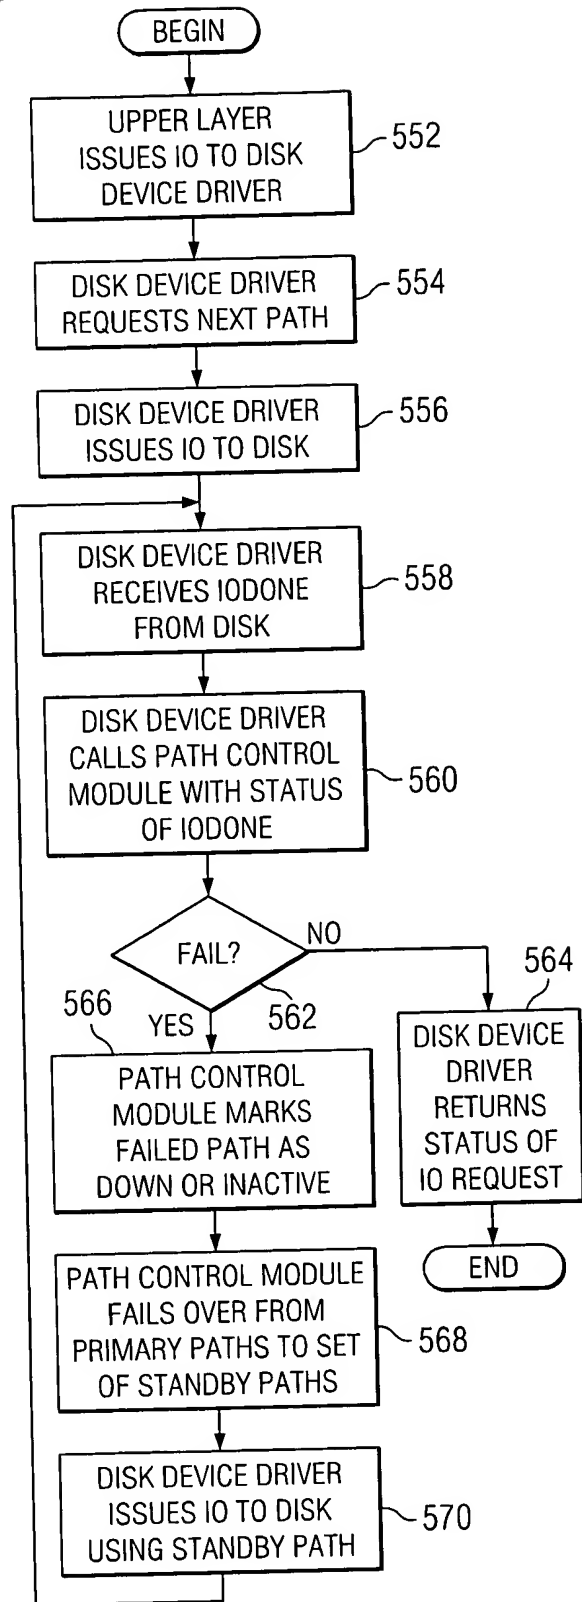 BEGIN
UPPER LAYER
ISSUES IO TO DISK
DEVICE DRIVER
552
DISK DEVICE DRIVER
REQUESTS NEXT PATH
554
DISK DEVICE DRIVER
ISSUES IO TO DISK
556
DISK DEVICE DRIVER
RECEIVES IODONE
FROM DISK
558
DISK DEVICE DRIVER
CALLS PATH CONTROL
MODULE WITH STATUS
OF IODONE
560
FAIL?
NO
562
YES
566
PATH CONTROL
MODULE MARKS
FAILED PATH AS
DOWN OR INACTIVE
564
DISK DEVICE
DRIVER
RETURNS
STATUS OF
IO REQUEST
END
PATH CONTROL MODULE
FAILS OVER FROM
PRIMARY PATHS TO SET
OF STANDBY PATHS
568
DISK DEVICE DRIVER
ISSUES IO TO DISK
USING STANDBY PATH
570